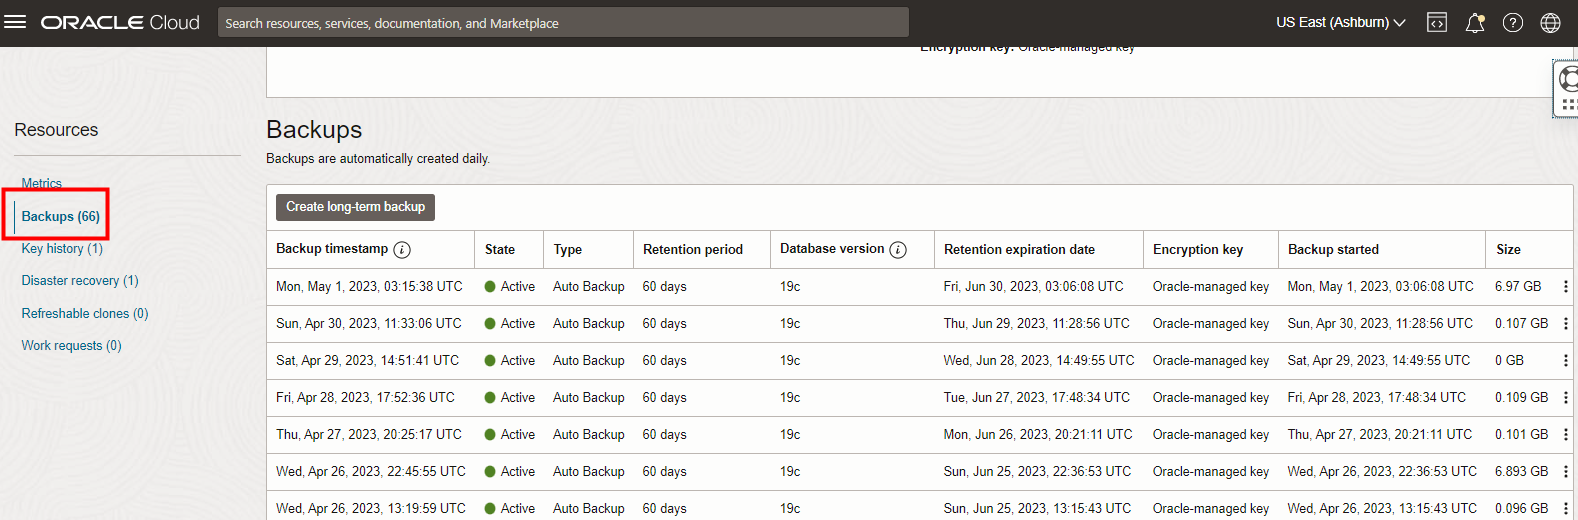 ORACLE Cloud
Search resources, services, documentation, and Marketplace
US East (Ashburn)
Encryption key: Oracle-managed key
Resources
Metrics
Backups (66)
Key history (1)
Disaster recovery (1)
Refreshable clones (0)
Work requests (0)
Backups
Backups are automatically created daily.
Create long-term backup
Backup timestamp State Type Retention period Database version Retention expiration date Encryption key Backup started Size
Mon, May 1, 2023, 03:15:38 UTC Active Auto Backup 60 days 19c Fri, Jun 30, 2023, 03:06:08 UTC Oracle-managed key Mon, May 1, 2023, 03:06:08 UTC 6.97 GB
Sun, Apr 30, 2023, 11:33:06 UTC Active Auto Backup 60 days 19c Thu, Jun 29, 2023, 11:28:56 UTC Oracle-managed key Sun, Apr 30, 2023, 11:28:56 UTC 0.107 GB
Sat, Apr 29, 2023, 14:51:41 UTC Active Auto Backup 60 days 19c Wed, Jun 28, 2023, 14:49:55 UTC Oracle-managed key Sat, Apr 29, 2023, 14:49:55 UTC 0 GB
Fri, Apr 28, 2023, 17:52:36 UTC Active Auto Backup 60 days 19c Tue, Jun 27, 2023, 17:48:34 UTC Oracle-managed key Fri, Apr 28, 2023, 17:48:34 UTC 0.109 GB
Thu, Apr 27, 2023, 20:25:17 UTC Active Auto Backup 60 days 19c Mon, Jun 26, 2023, 20:21:11 UTC Oracle-managed key Thu, Apr 27, 2023, 20:21:11 UTC 0.101 GB
Wed, Apr 26, 2023, 22:45:55 UTC Active Auto Backup 60 days 19c Sun, Jun 25, 2023, 22:36:53 UTC Oracle-managed key Wed, Apr 26, 2023, 22:36:53 UTC 6.893 GB
Wed, Apr 26, 2023, 13:19:59 UTC Active Auto Backup 60 days 19c Sun, Jun 25, 2023, 13:15:43 UTC Oracle-managed key Wed, Apr 26, 2023, 13:15:43 UTC 0.096 GB